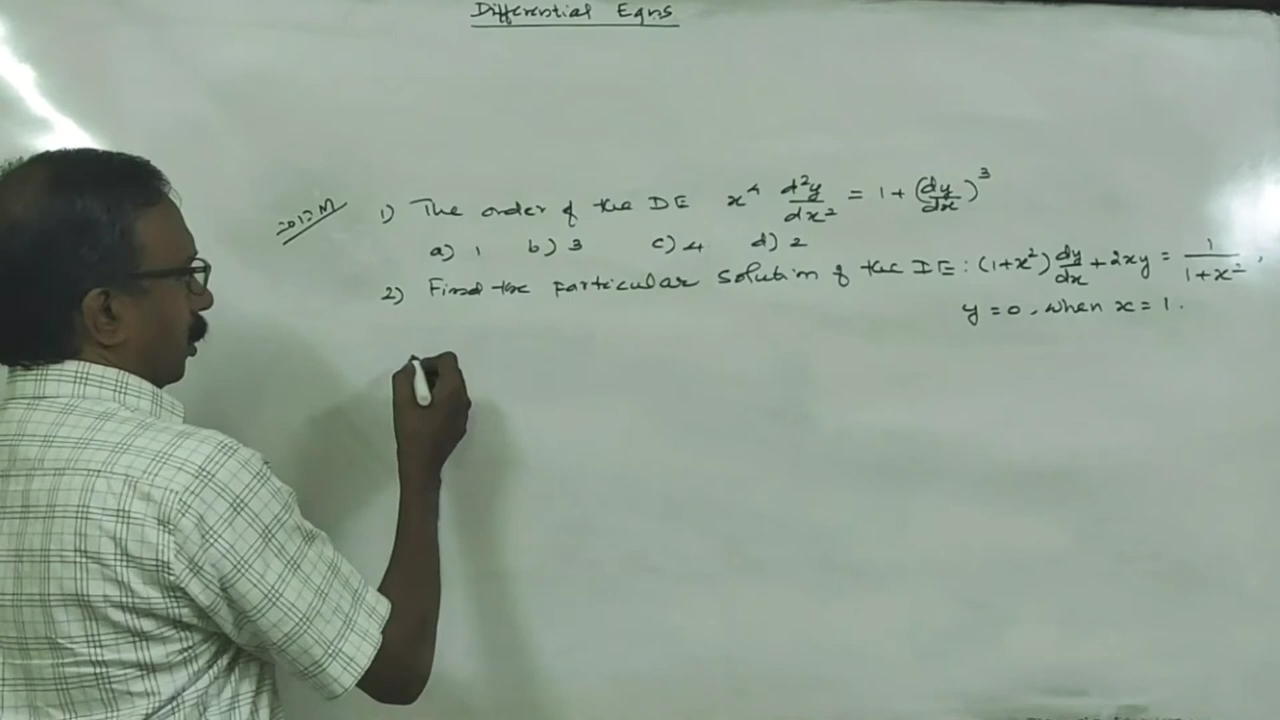 Differential Eqns
2017 M
1) The order of the DE x⁴ d²y/dx² = 1 + (dy/dx)³
a) 1 b) 3 c) 4 d) 2
2) Find the particular solution of the DE : (1+x²) dy/dx + 2xy = 1/(1+x²),
y = 0, when x = 1.